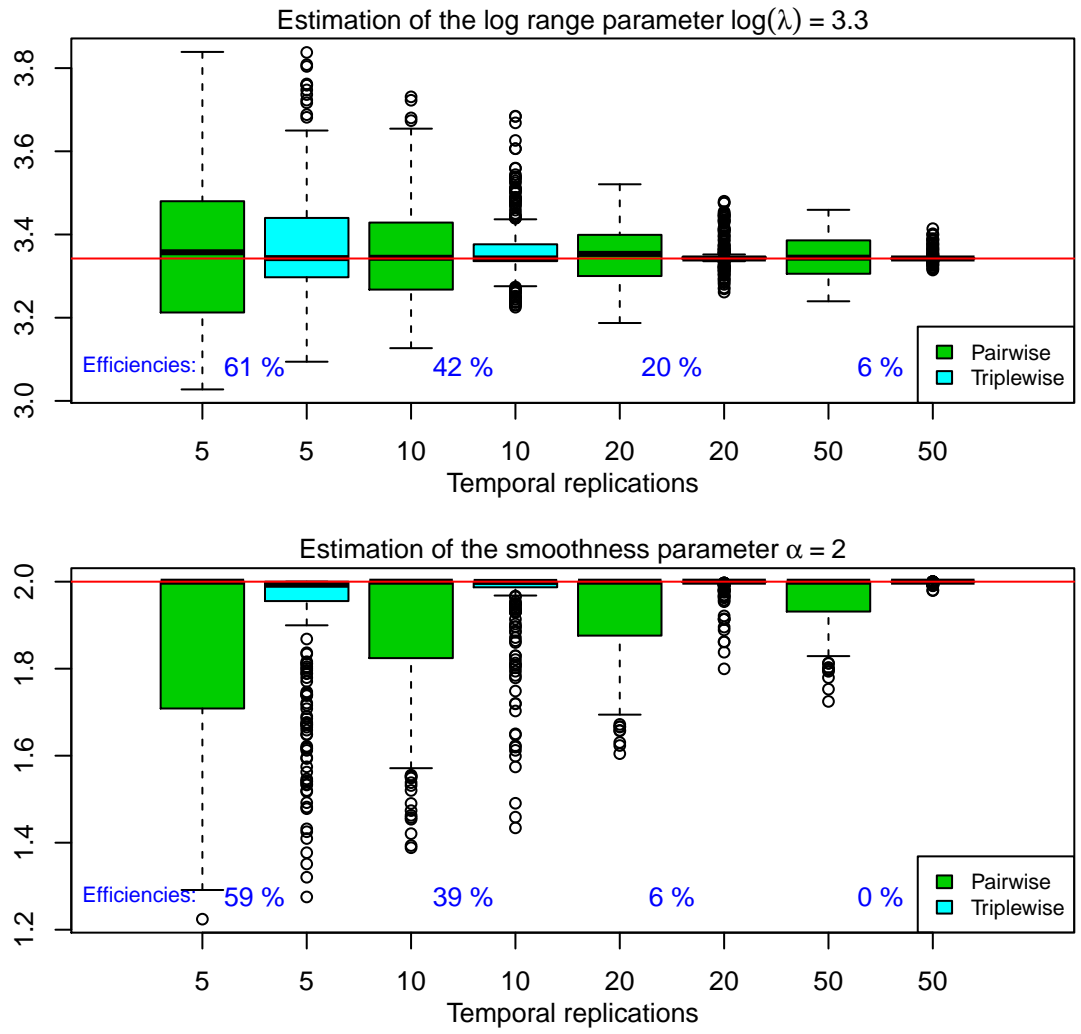 Estimation of the log range parameter log(λ) = 3.3
3.8
3.6
3.4
3.2
3.0
Efficiencies: 61 % 42 % 20 % 6 %
Pairwise
Triplewise
5 5 10 10 20 20 50 50
Temporal replications
Estimation of the smoothness parameter α = 2
2.0
1.8
1.6
1.4
1.2
Efficiencies: 59 % 39 % 6 % 0 %
Pairwise
Triplewise
5 5 10 10 20 20 50 50
Temporal replications